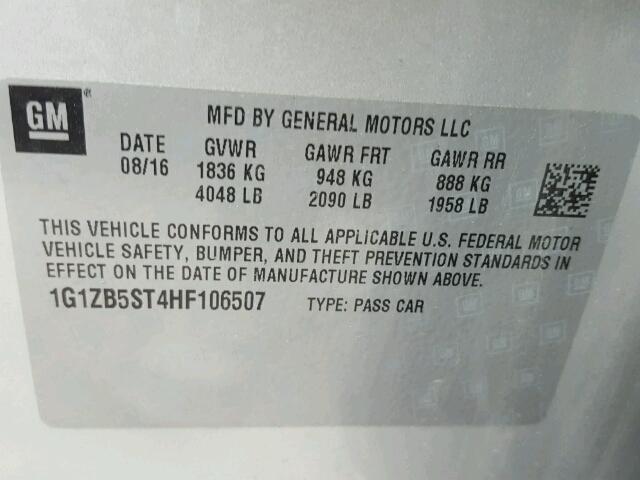 GM ®
MFD BY GENERAL MOTORS LLC
DATE GVWR GAWR FRT GAWR RR
08/16 1836 KG 948 KG 888 KG
4048 LB 2090 LB 1958 LB
THIS VEHICLE CONFORMS TO ALL APPLICABLE U.S. FEDERAL MOTOR
VEHICLE SAFETY, BUMPER, AND THEFT PREVENTION STANDARDS IN
EFFECT ON THE DATE OF MANUFACTURE SHOWN ABOVE.
1G1ZB5ST4HF106507 TYPE: PASS CAR